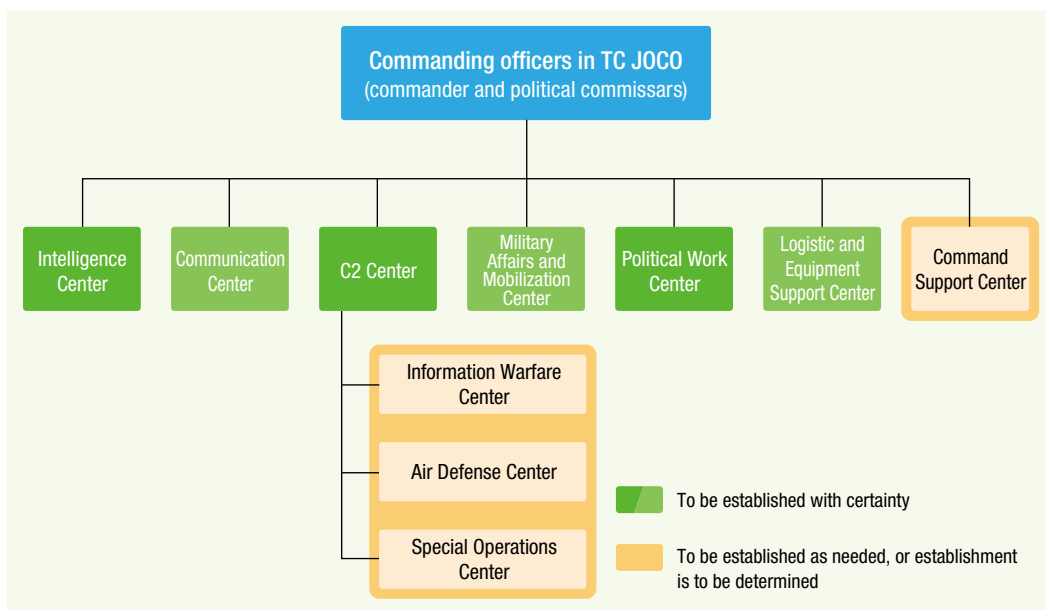 Commanding officers in TC JOCO
(commander and political commissars)
Intelligence
Center
Communication
Center
C2 Center
Military
Affairs and
Mobilization
Center
Political Work
Center
Logistic and
Equipment
Support Center
Command
Support Center
Information Warfare
Center
Air Defense Center
Special Operations
Center
To be established with certainty
To be established as needed, or establishment
is to be determined